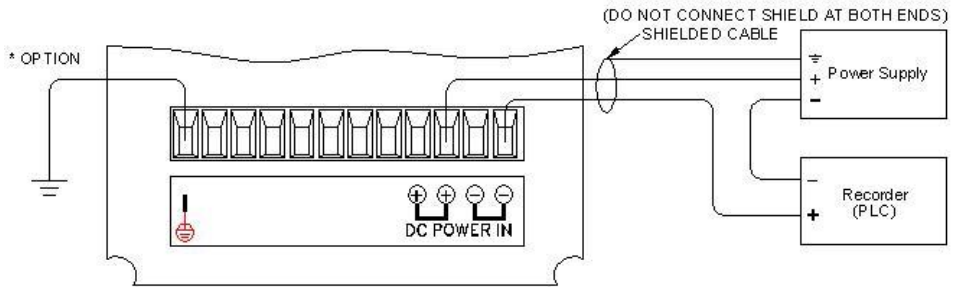 (DO NOT CONNECT SHIELD AT BOTH ENDS)
SHIELDED CABLE
* OPTION
+
-
Power Supply
+ + - -
DC POWER IN
-
+
Recorder
(PLC)